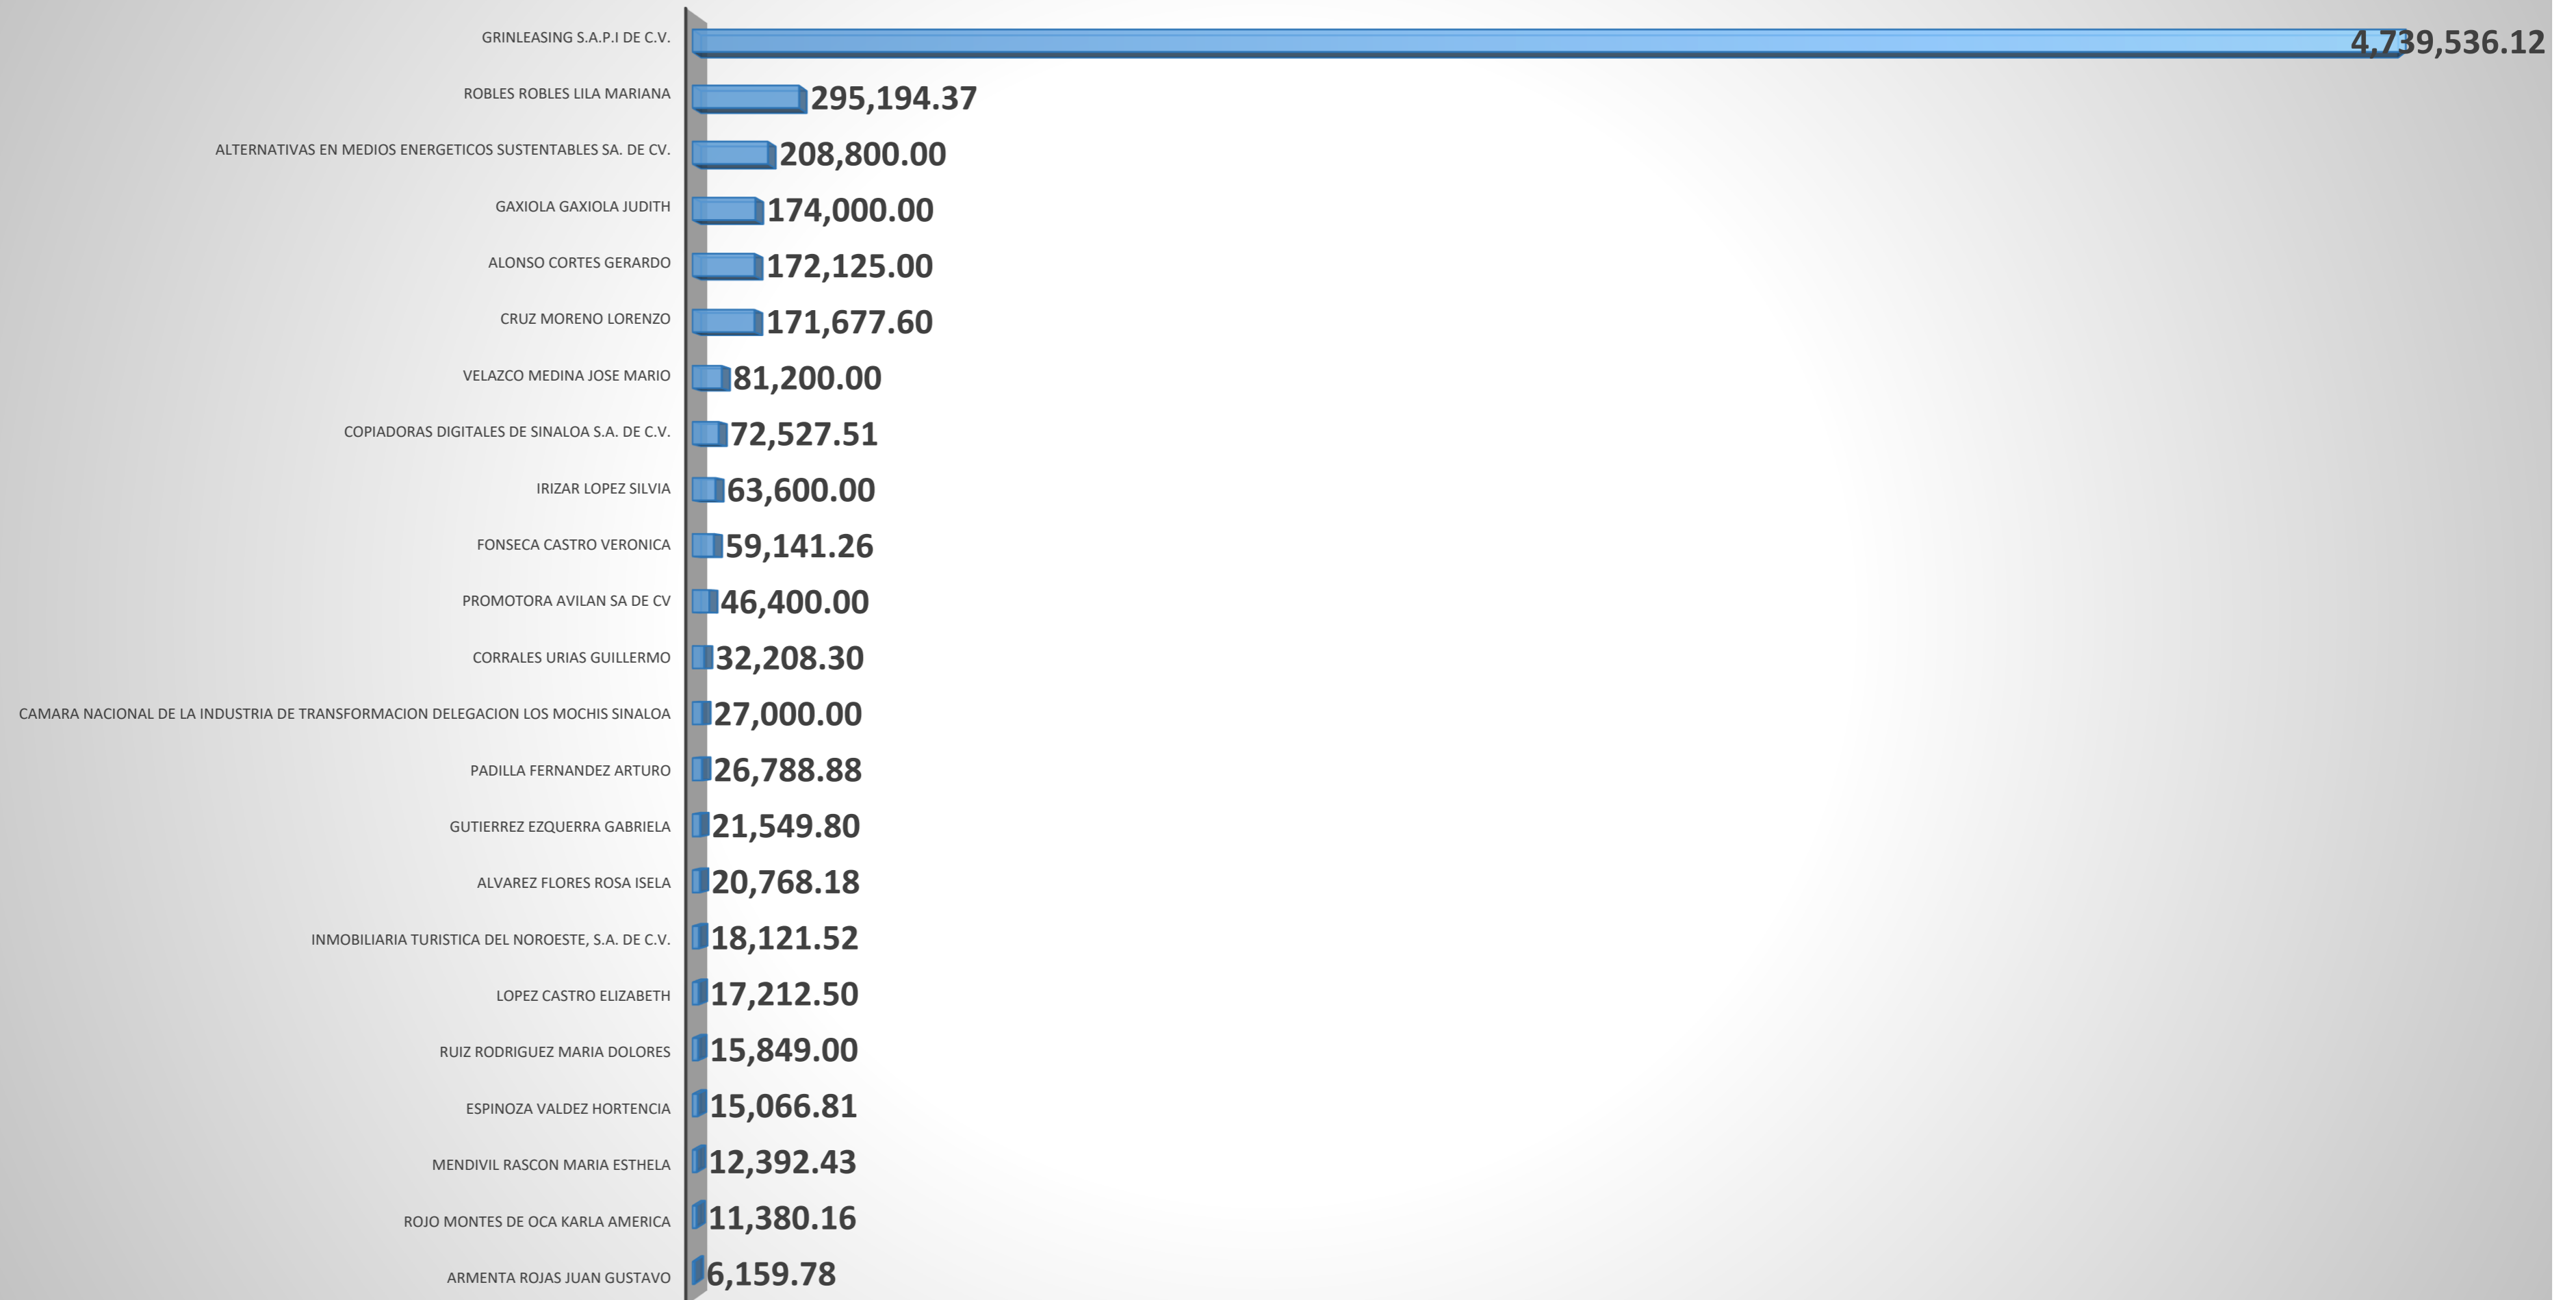 GRINLEASING S.A.P.I DE C.V. 4,739,536.12
ROBLES ROBLES LILA MARIANA 295,194.37
ALTERNATIVAS EN MEDIOS ENERGETICOS SUSTENTABLES SA. DE CV. 208,800.00
GAXIOLA GAXIOLA JUDITH 174,000.00
ALONSO CORTES GERARDO 172,125.00
CRUZ MORENO LORENZO 171,677.60
VELAZCO MEDINA JOSE MARIO 81,200.00
COPIADORAS DIGITALES DE SINALOA S.A. DE C.V. 72,527.51
IRIZAR LOPEZ SILVIA 63,600.00
FONSECA CASTRO VERONICA 59,141.26
PROMOTORA AVILAN SA DE CV 46,400.00
CORRALES URIAS GUILLERMO 32,208.30
CAMARA NACIONAL DE LA INDUSTRIA DE TRANSFORMACION DELEGACION LOS MOCHIS SINALOA 27,000.00
PADILLA FERNANDEZ ARTURO 26,788.88
GUTIERREZ EZQUERRA GABRIELA 21,549.80
ALVAREZ FLORES ROSA ISELA 20,768.18
INMOBILIARIA TURISTICA DEL NOROESTE, S.A. DE C.V. 18,121.52
LOPEZ CASTRO ELIZABETH 17,212.50
RUIZ RODRIGUEZ MARIA DOLORES 15,849.00
ESPINOZA VALDEZ HORTENCIA 15,066.81
MENDIVIL RASCON MARIA ESTHELA 12,392.43
ROJO MONTES DE OCA KARLA AMERICA 11,380.16
ARMENTA ROJAS JUAN GUSTAVO 6,159.78